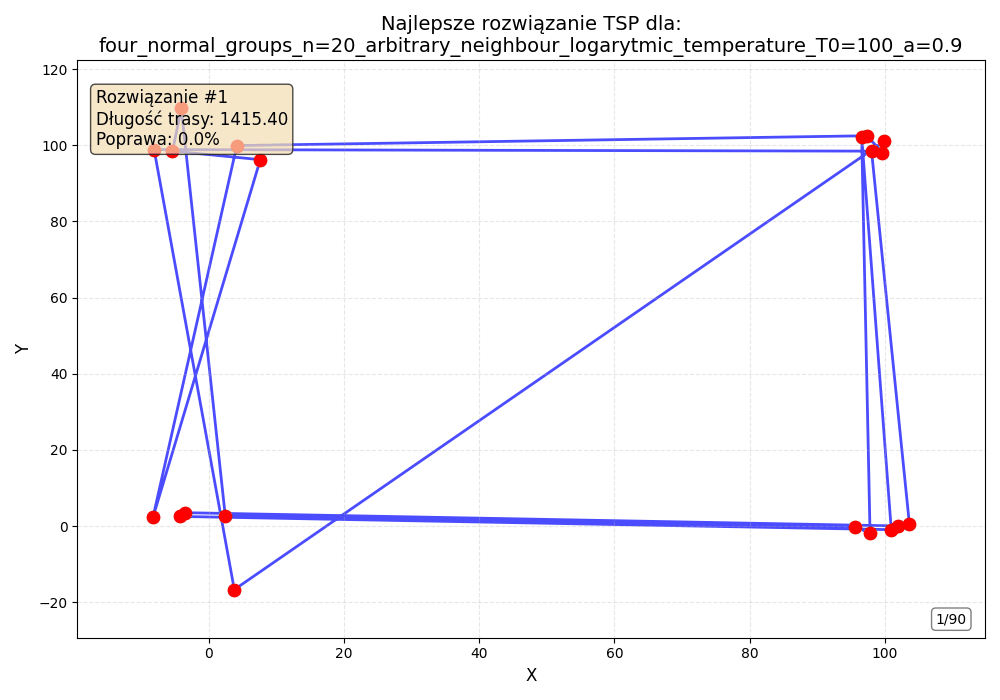 Najlepsze rozwiązanie TSP dla:
four_normal_groups_n=20_arbitrary_neighbour_logarytmic_temperature_T0=100_a=0.9
Rozwiązanie #1
Długość trasy: 1415.40
Poprawa: 0.0%
120
100
80
60
40
20
0
−20
Y
0
20
40
60
80
100
X
1/90